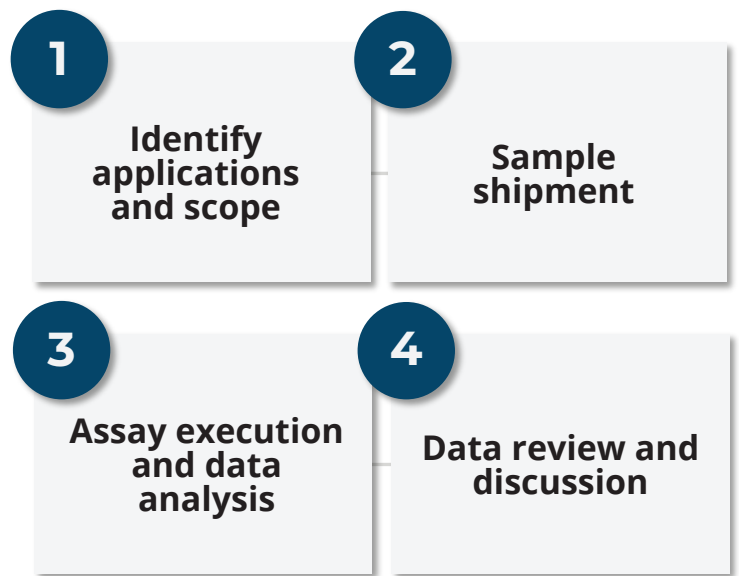 1
Identify
applications
and scope
2
Sample
shipment
3
Assay execution
and data
analysis
4
Data review and
discussion